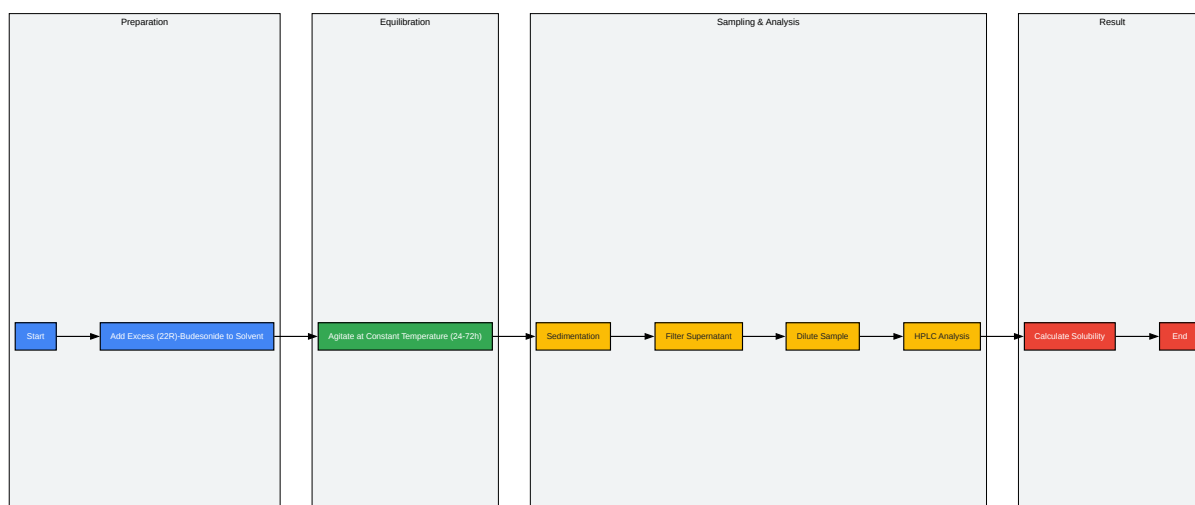 Preparation
Equilibration
Sampling & Analysis
Result
Start
Add Excess (22R)-Budesonide to Solvent
Agitate at Constant Temperature (24-72h)
Sedimentation
Filter Supernatant
Dilute Sample
HPLC Analysis
Calculate Solubility
End